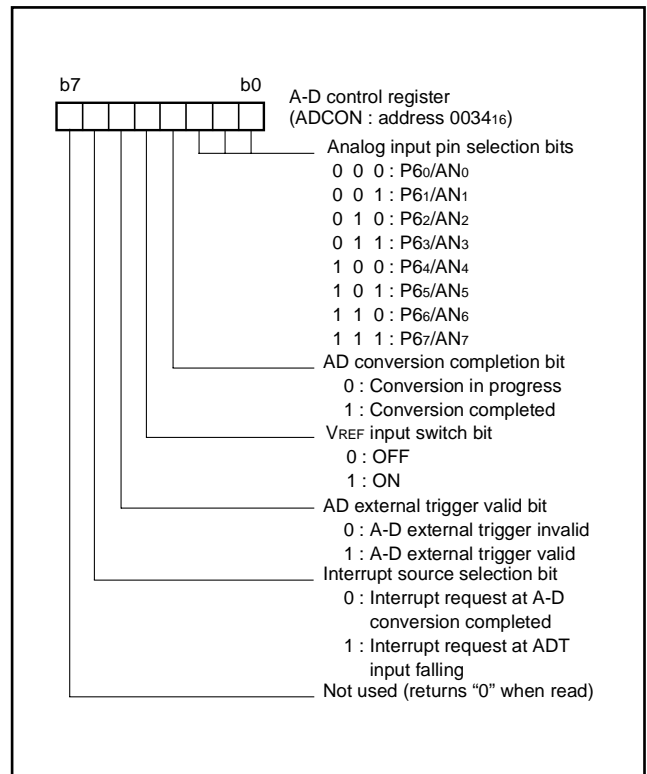 b7 b0
A-D control register
(ADCON : address 0034₁₆)
Analog input pin selection bits
0 0 0 : P6₀/AN₀
0 0 1 : P6₁/AN₁
0 1 0 : P6₂/AN₂
0 1 1 : P6₃/AN₃
1 0 0 : P6₄/AN₄
1 0 1 : P6₅/AN₅
1 1 0 : P6₆/AN₆
1 1 1 : P6₇/AN₇
AD conversion completion bit
0 : Conversion in progress
1 : Conversion completed
VREF input switch bit
0 : OFF
1 : ON
AD external trigger valid bit
0 : A-D external trigger invalid
1 : A-D external trigger valid
Interrupt source selection bit
0 : Interrupt request at A-D
conversion completed
1 : Interrupt request at ADT
input falling
Not used (returns “0” when read)